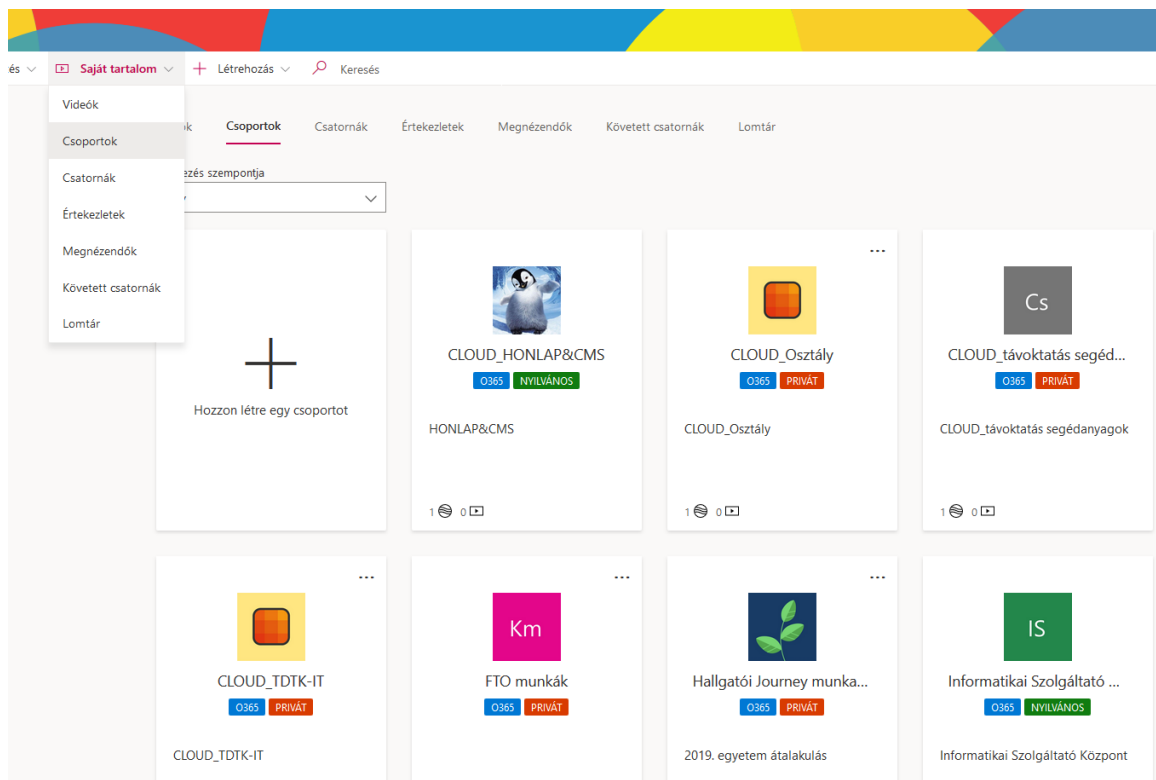 és Saját tartalom Létrehozás Keresés
Videók
Csoportok
Csatornák
Értekezletek
Megnézendők
Követett csatornák
Lomtár
k Csoportok Csatornák Értekezletek Megnézendők Követett csatornák Lomtár
ezés szempontja
Hozzon létre egy csoportot
CLOUD_HONLAP&CMS
O365 NYILVÁNOS
HONLAP&CMS
1 0
CLOUD_Osztály
O365 PRIVÁT
CLOUD_Osztály
1 0
Cs
CLOUD_távoktatás segéd...
O365 PRIVÁT
CLOUD_távoktatás segédanyagok
1 0
CLOUD_TDTK-IT
O365 PRIVÁT
CLOUD_TDTK-IT
Km
FTO munkák
O365 PRIVÁT
Hallgatói Journey munka...
O365 PRIVÁT
2019. egyetem átalakulás
IS
Informatikai Szolgáltató ...
O365 NYILVÁNOS
Informatikai Szolgáltató Központ